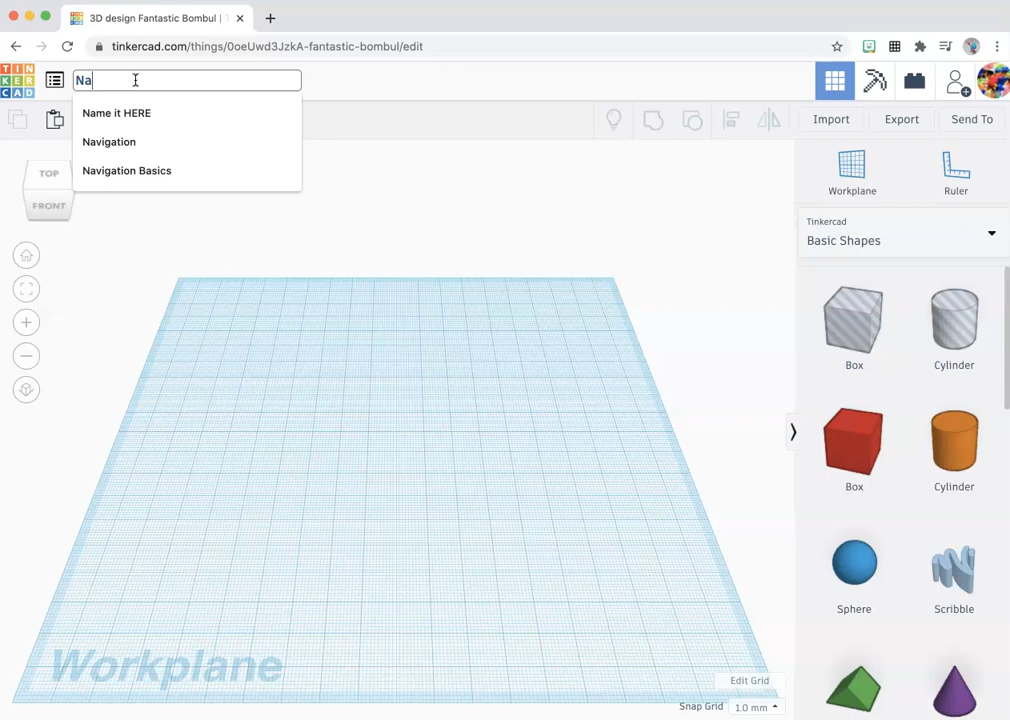 3D design Fantastic Bombul | T
tinkercad.com/things/0oeUwd3JzkA-fantastic-bombul/edit
TIN
KER
CAD
Na
Name it HERE
Navigation
Navigation Basics
Import
Export
Send To
TOP
FRONT
Workplane
Ruler
Tinkercad
Basic Shapes
Box
Cylinder
Box
Cylinder
Sphere
Scribble
Workplane
Edit Grid
Snap Grid
1.0 mm